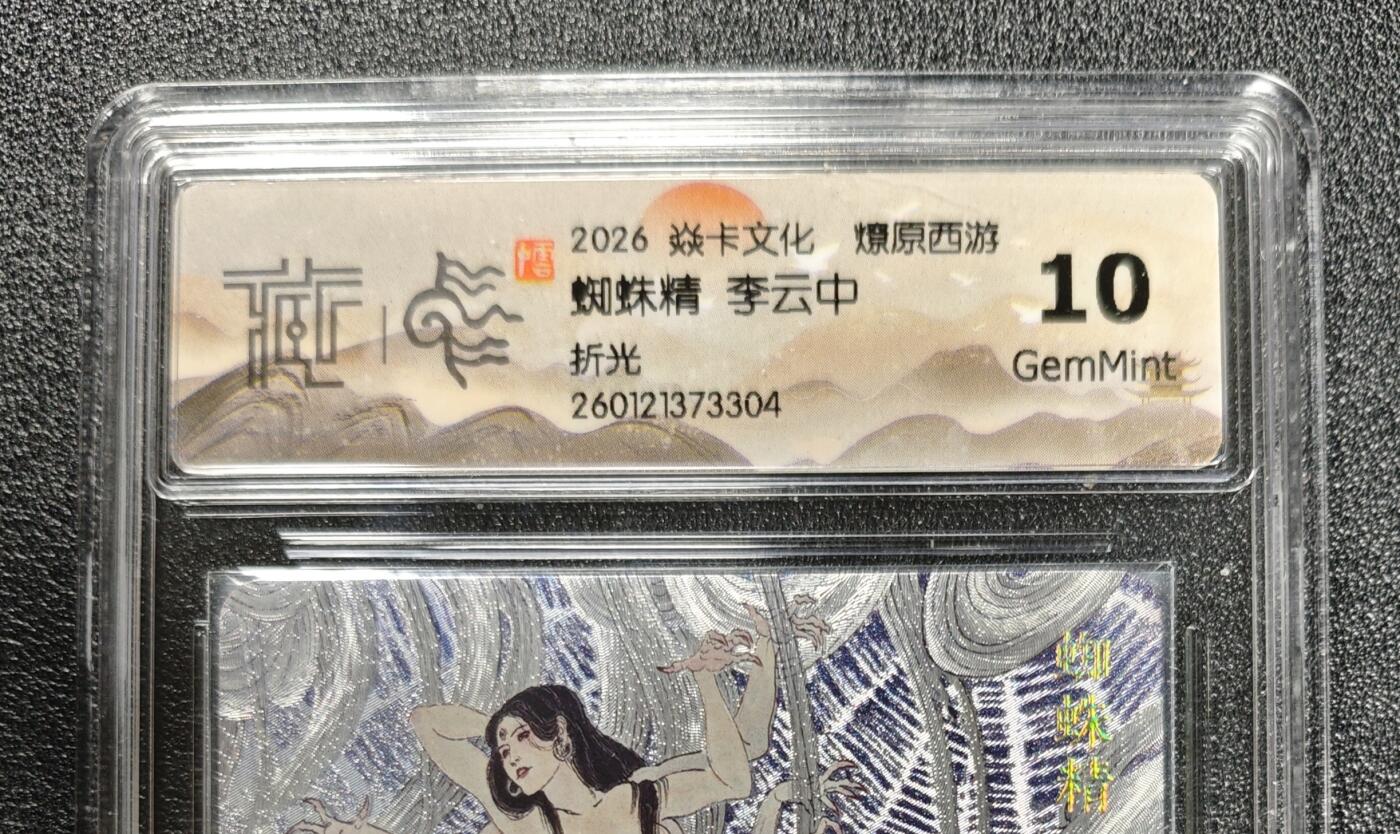 藏
2026 焱卡文化 燎原西游
蜘蛛精 李云中
折光
260121373304
10
GemMint
蜘蛛精